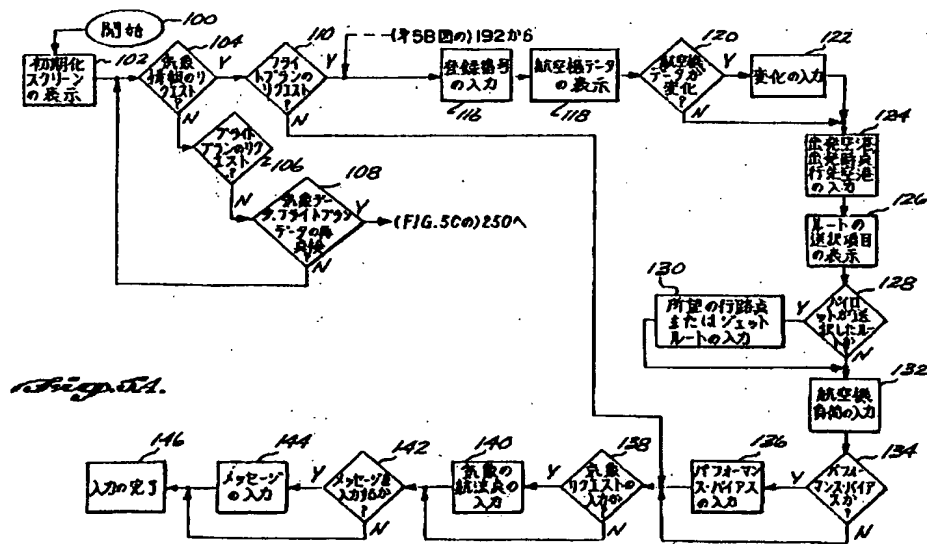 開始
100
初期化
スクリーンの
の表示
102
104
気象
情報のリ
クエスト?
Y
N
110
フライ
トプランの
リクエスト
?
Y
N
(第5B図の)192から
登録番号
の入力
116
航空機データ
の表示
118
120
航空機
データが
変化
?
Y
N
122
変化の入力
124
出発空港
出発時点
行先空港
の入力
126
ルートの
選択項目
の表示
フライト
プランのリク
エスト
?
106
N
108
気象デー
タ、フライトプラン
データの再
?
Y
N
(FIG.5Cの)250へ
128
パイロ
ットが選
択したルー
トか
Y
N
130
所望の行路点
またはジェット
ルートの入力
132
航空機
負荷の入力
134
パフォー
マンス・バイアスか
?
Y
N
136
パフォーマ
ンス・バイアス
の入力
138
気象
リクエストの
入力か
?
Y
N
140
気象の
経過点の
入力
142
メッセージを
入力するか
?
Y
N
144
メッセージ
の入力
146
入力の完了
Fig.5A.